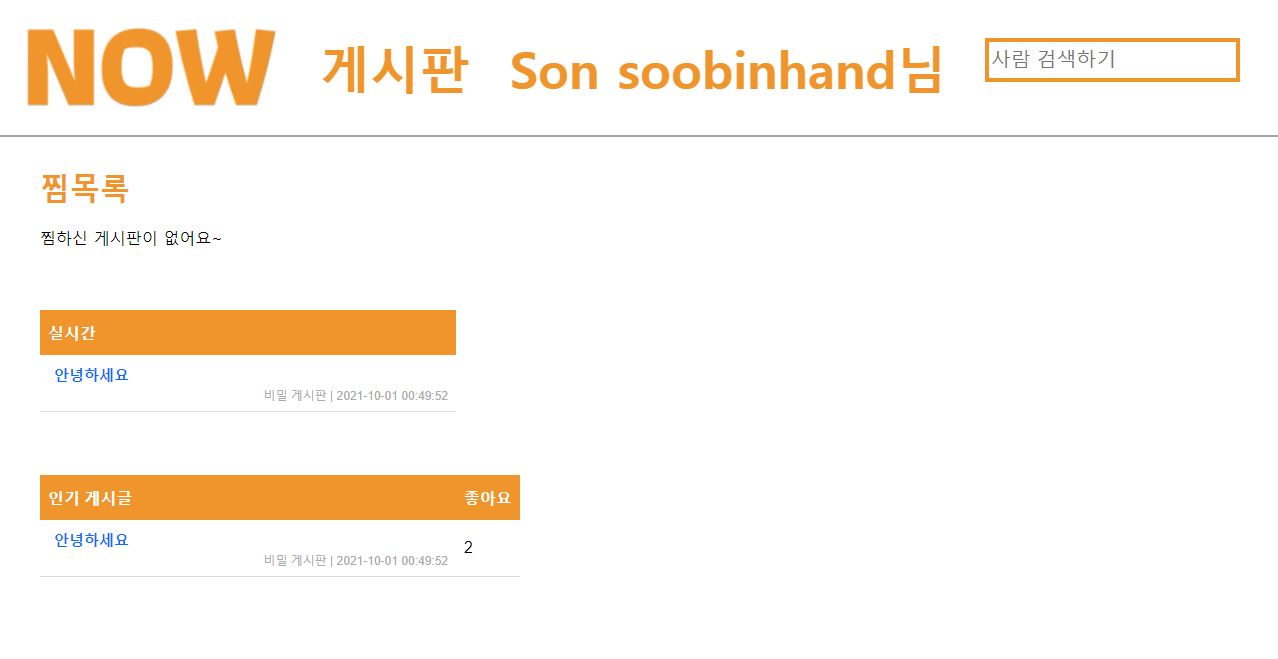 NOW 게시판 Son soobinhand님 사람 검색하기
찜목록
찜하신 게시판이 없어요~
실시간
안녕하세요
비밀 게시판 | 2021-10-01 00:49:52
인기 게시글 좋아요
안녕하세요
비밀 게시판 | 2021-10-01 00:49:52 2